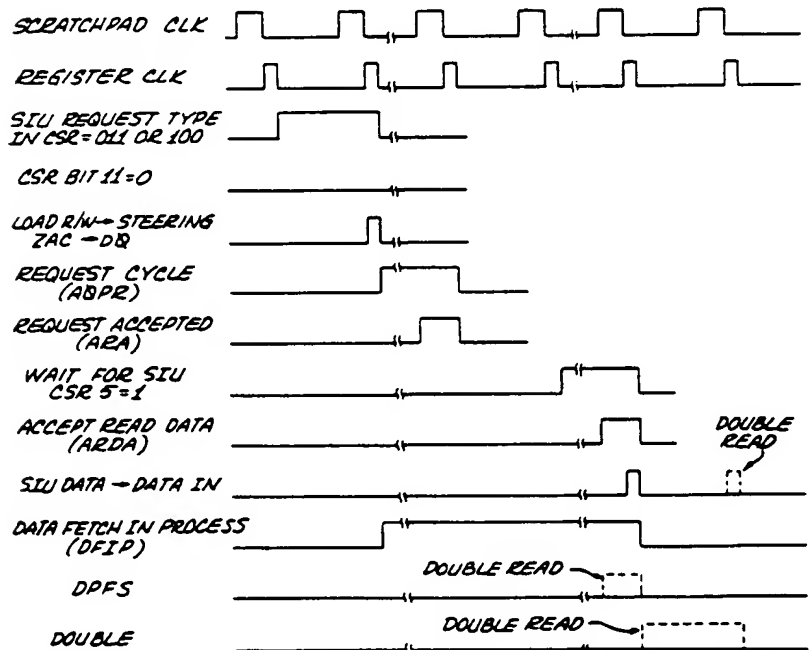 SCRATCHPAD CLK
REGISTER CLK
SIU REQUEST TYPE
IN CSR=011 OR 100
CSR BIT 11=0
LOAD R/W→STEERING
ZAC→DQ
REQUEST CYCLE
(AOPR)
REQUEST ACCEPTED
(ARA)
WAIT FOR SIU
CSR 5=1
ACCEPT READ DATA
(ARDA)
DOUBLE
READ
SIU DATA→DATA IN
DATA FETCH IN PROCESS
(DFIP)
DOUBLE READ
DPFS
DOUBLE READ
DOUBLE